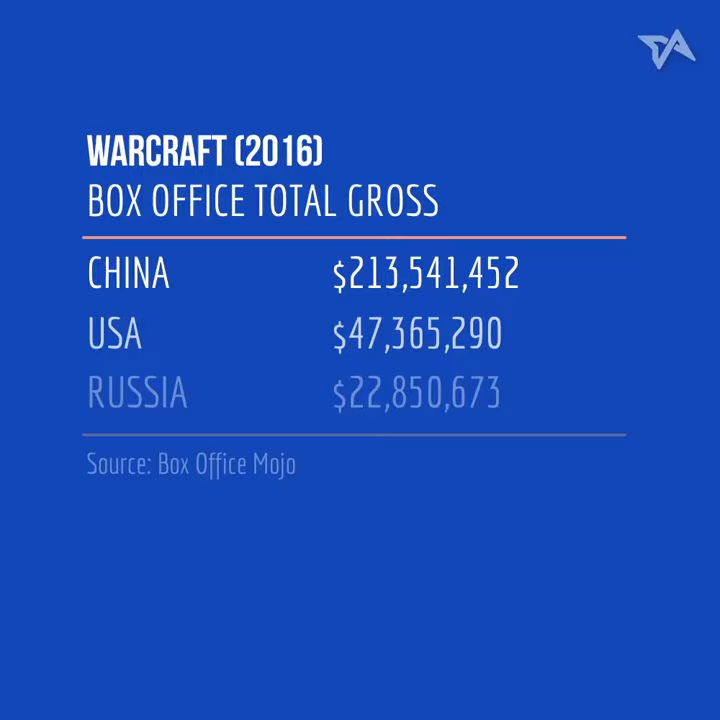 WARCRAFT (2016)
BOX OFFICE TOTAL GROSS
CHINA $213,541,452
USA $47,365,290
RUSSIA $22,850,673
Source: Box Office Mojo